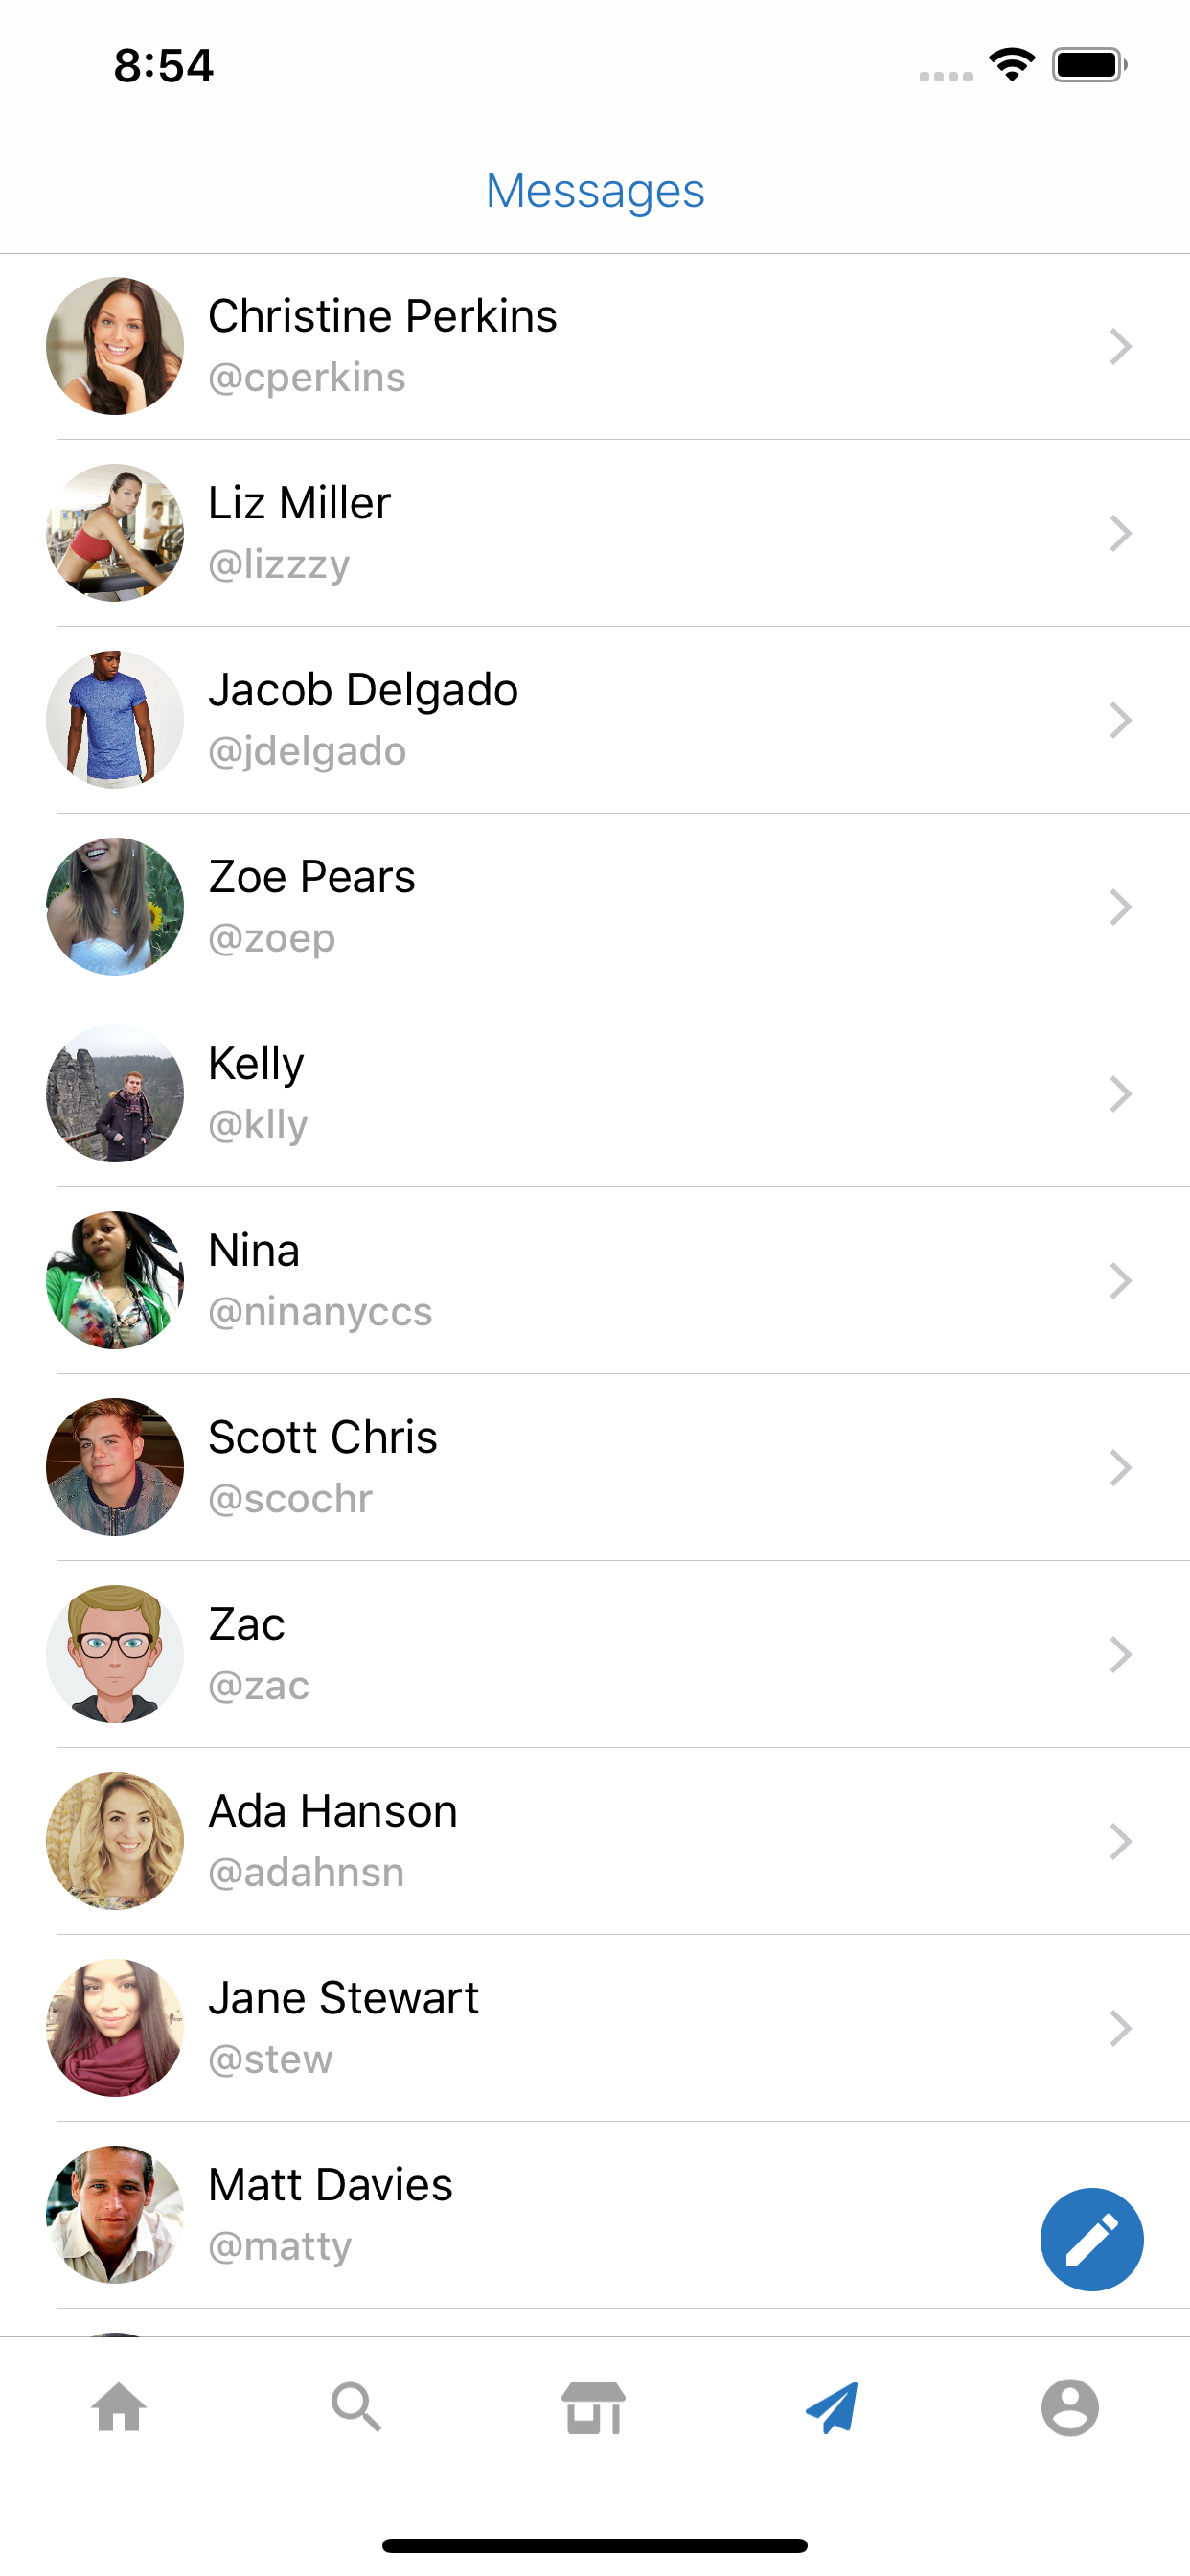 8:54
Messages
Christine Perkins
@cperkins
Liz Miller
@lizzzy
Jacob Delgado
@jdelgado
Zoe Pears
@zoep
Kelly
@klly
Nina
@ninanyccs
Scott Chris
@scochr
Zac
@zac
Ada Hanson
@adahnsn
Jane Stewart
@stew
Matt Davies
@matty